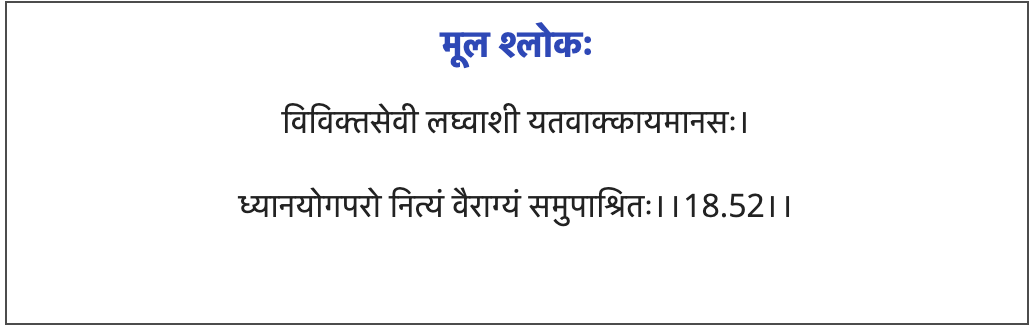 मूल श्लोकः
विविक्तसेवी लघ्वाशी यतवाक्कायमानसः।
ध्यानयोगपरो नित्यं वैराग्यं समुपाश्रितः।।18.52।।